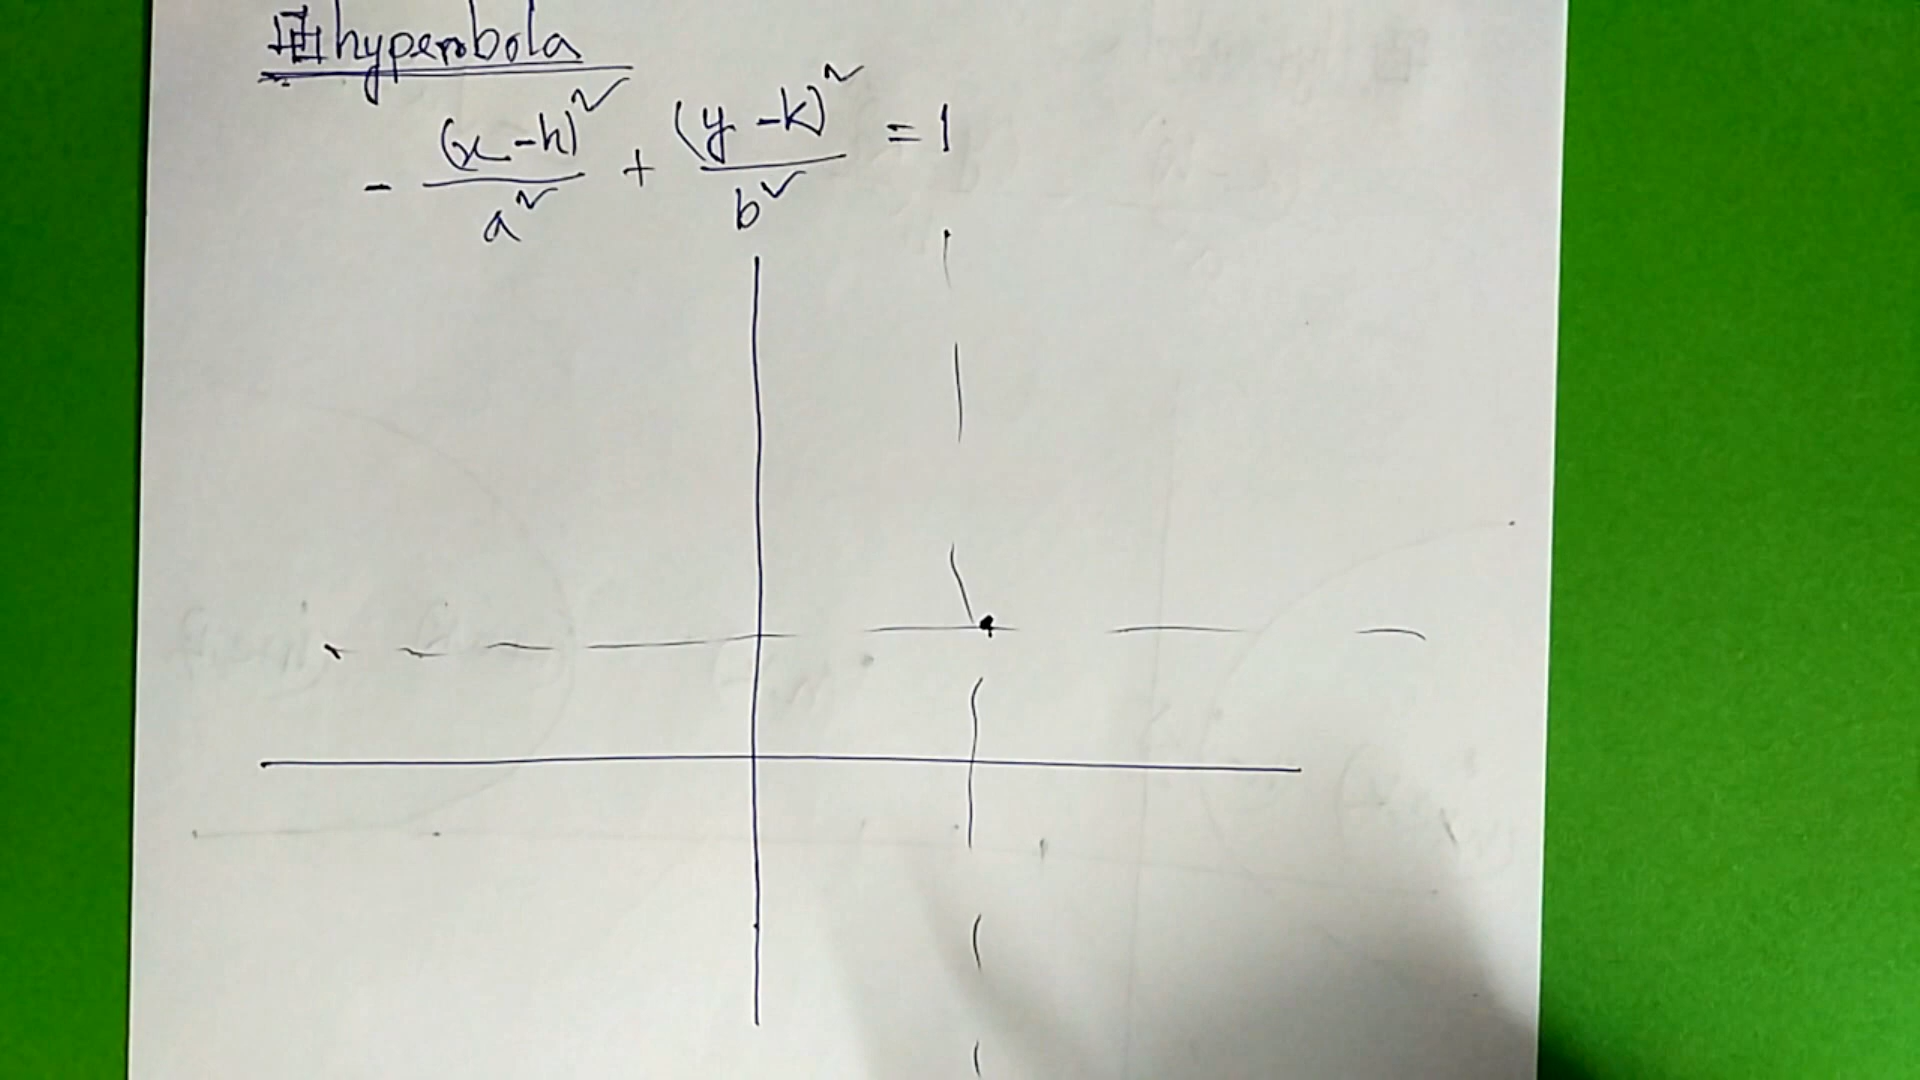 hyperbola
- (x-h)² / a² + (y-k)² / b² = 1